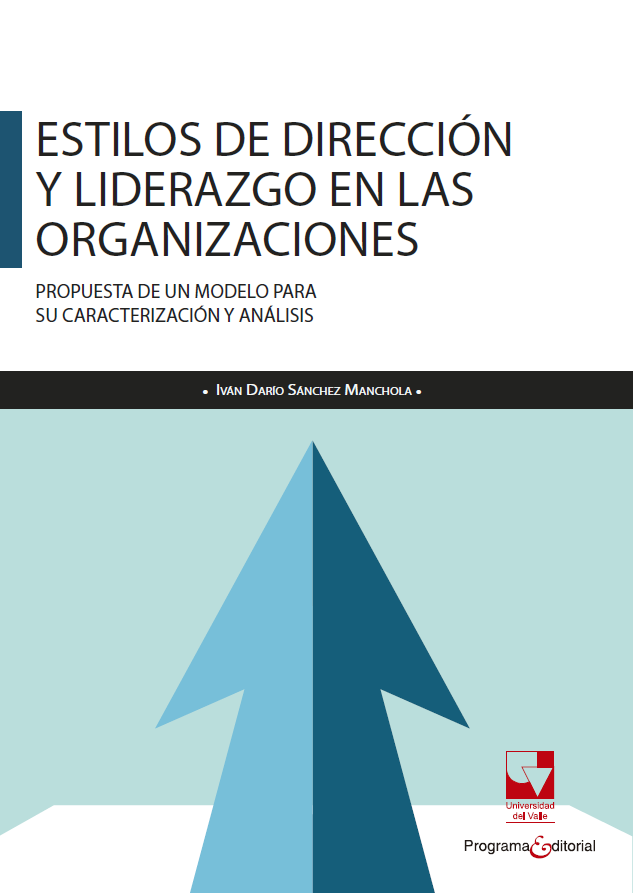 ESTILOS DE DIRECCIÓN
Y LIDERAZGO EN LAS
ORGANIZACIONES
PROPUESTA DE UN MODELO PARA
SU CARACTERIZACIÓN Y ANÁLISIS
• Iván Darío Sánchez Manchola •
Universidad
del Valle
Programa Editorial